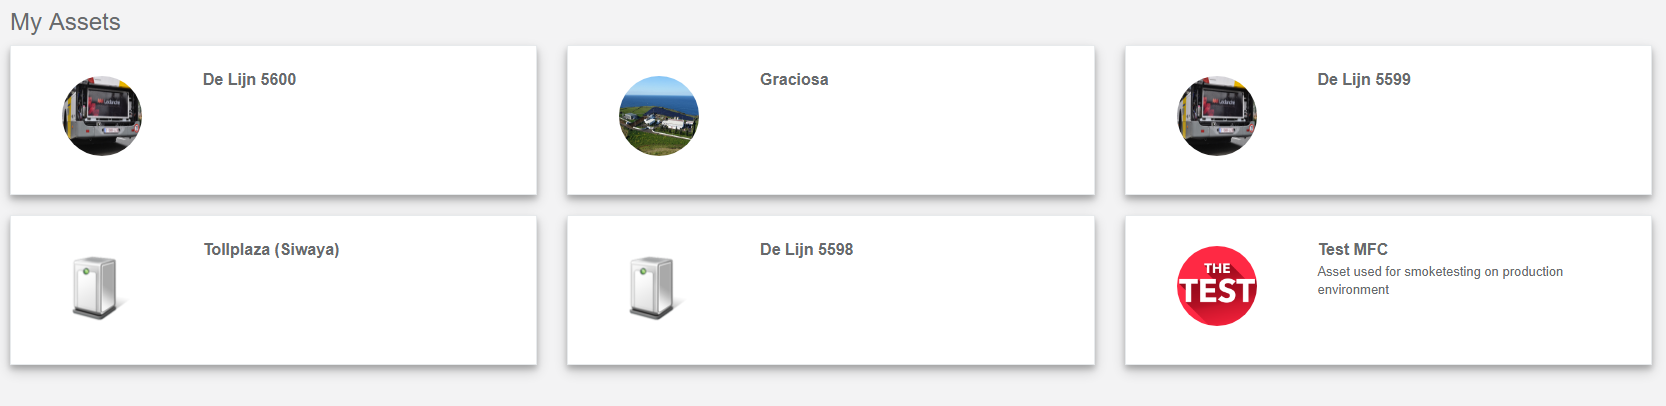 My Assets
De Lijn 5600
Graciosa
De Lijn 5599
Tollplaza (Siwaya)
De Lijn 5598
THE
TEST
Test MFC
Asset used for smoketesting on production
environment